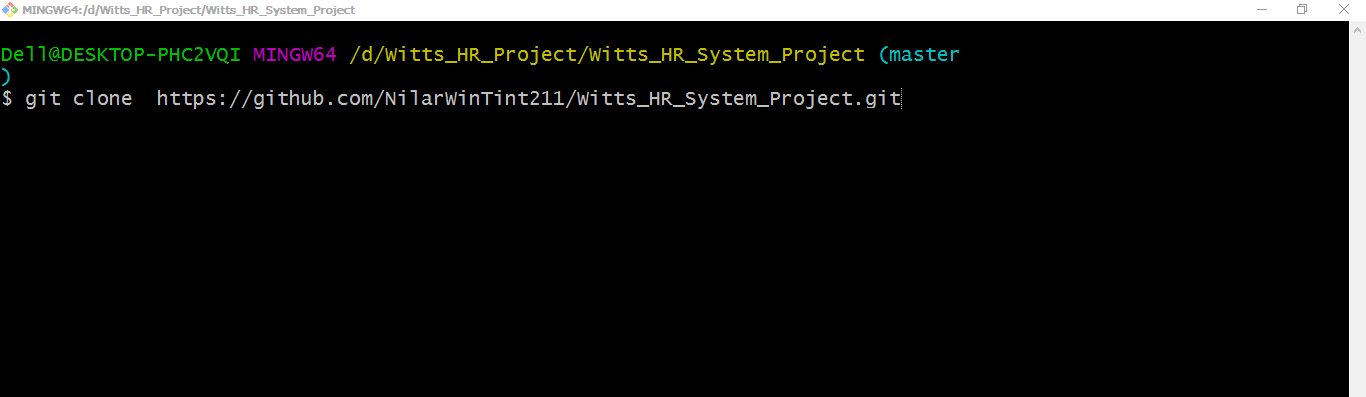 MINGW64:/d/Witts_HR_Project/Witts_HR_System_Project
Dell@DESKTOP-PHC2VQI MINGW64 /d/Witts_HR_Project/Witts_HR_System_Project (master
)
$ git clone  https://github.com/NilarWinTint211/Witts_HR_System_Project.git